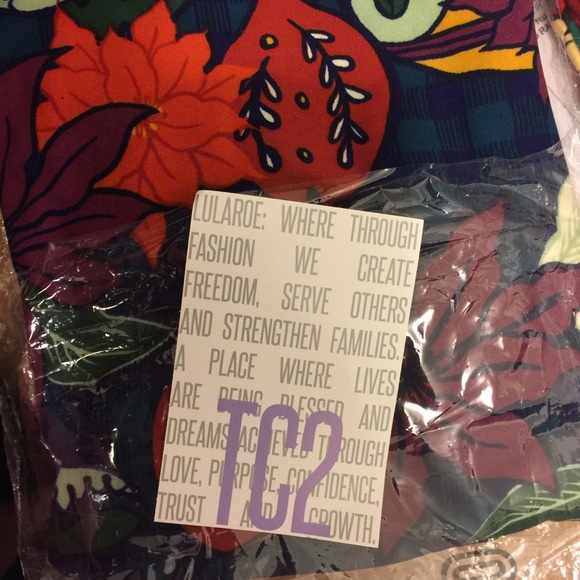 LULAROE: WHERE THROUGH
FASHION WE CREATE
FREEDOM, SERVE OTHERS
AND STRENGTHEN FAMILIES.
A PLACE WHERE LIVES
ARE BEING BLESSED AND
DREAMS ACHIEVED THROUGH
LOVE, PURPOSE, CONFIDENCE,
TRUST AND GROWTH.
TC2